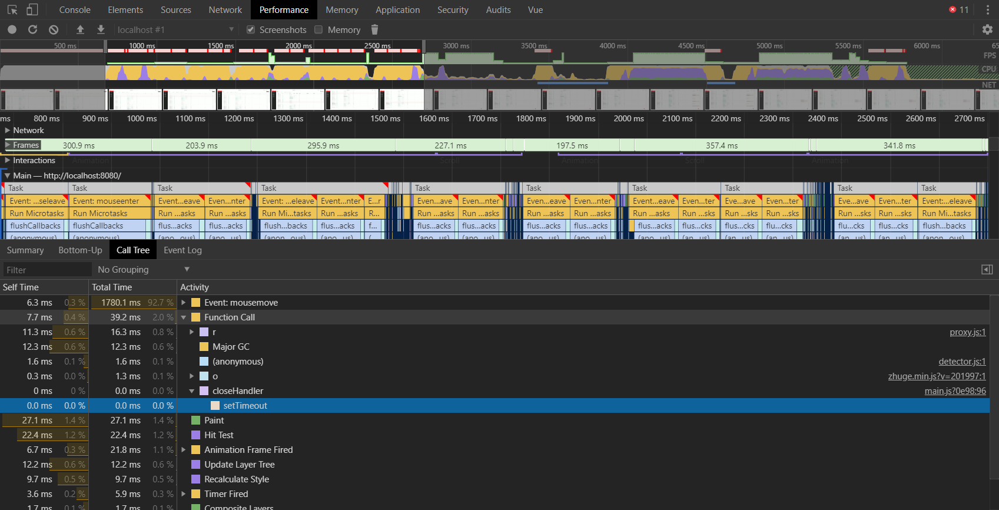 Console Elements Sources Network Performance Memory Application Security Audits Vue 11
localhost #1 Screenshots Memory
500 ms 1000 ms 1500 ms 2000 ms 2500 ms 3000 ms 3500 ms 4000 ms 4500 ms 5000 ms 5500 ms 6000 ms 65
FPS
CPU
NET
ms 800 ms 900 ms 1000 ms 1100 ms 1200 ms 1300 ms 1400 ms 1500 ms 1600 ms 1700 ms 1800 ms 1900 ms 2000 ms 2100 ms 2200 ms 2300 ms 2400 ms 2500 ms 2600 ms 2700 ms
Network
Frames 300.9 ms 203.9 ms 295.9 ms 227.1 ms 197.5 ms 357.4 ms 341.8 ms
Interactions Animation Scroll Animation Scroll Animation
Main — http://localhost:8080/
Task Task Task Task Task Task Task Task Task Task
Event: ...seleave Event: mouseenter Event:...eave Even...nter Event: ...eleave Event:...nter E...r Even...ave Even...nter Even...eave Even...nter Event:...eave Even...ter Eve...ave Even...ter Eve...ave Even...ter Event:...eleave
Run Microtasks Run Microtasks Run ...asks Run ...asks Run Mi...tasks Run ...asks R... Run ...asks Run ...asks Run ...asks Run ...asks Run ...asks Run ...sks Run ...sks Run ...sks Run ...sks Run ...sks Run Mi...tasks
flushCallbacks flushCallbacks flus...acks flus...acks flush...backs flus...acks f... flus...acks flus...acks flus...acks flus...acks flus...acks flus...cks flus...cks flu...cks flu...cks flus...cks flush...backs
(anonymous) (anonymous) (ano...ous) (ano...us) (anon...ous) (ano...us) ( (ano...us) (ano...us) (ano...us) (ano...us) (ano...us) (an...us) (an...us) (an...us) (an...s) (an...us) (anon...ous)
Summary Bottom-Up Call Tree Event Log
Filter No Grouping
Self Time Total Time Activity
6.3 ms 0.3 % 1780.1 ms 92.7 % Event: mousemove
7.7 ms 0.4 % 39.2 ms 2.0 % Function Call
11.3 ms 0.6 % 16.3 ms 0.8 % r proxy.js:1
12.3 ms 0.6 % 12.3 ms 0.6 % Major GC
1.6 ms 0.1 % 1.6 ms 0.1 % (anonymous) detector.js:1
0.3 ms 0.0 % 1.3 ms 0.1 % o zhuge.min.js?v=201997:1
0 ms 0 % 0.0 ms 0.0 % closeHandler main.js?0e98:96
0.0 ms 0.0 % 0.0 ms 0.0 % setTimeout
27.1 ms 1.4 % 27.1 ms 1.4 % Paint
22.4 ms 1.2 % 22.4 ms 1.2 % Hit Test
6.7 ms 0.3 % 21.8 ms 1.1 % Animation Frame Fired
12.2 ms 0.6 % 12.2 ms 0.6 % Update Layer Tree
9.7 ms 0.5 % 9.7 ms 0.5 % Recalculate Style
3.6 ms 0.2 % 5.9 ms 0.3 % Timer Fired
1.7 ms 0.1 % 1.7 ms 0.1 % Composite Layers